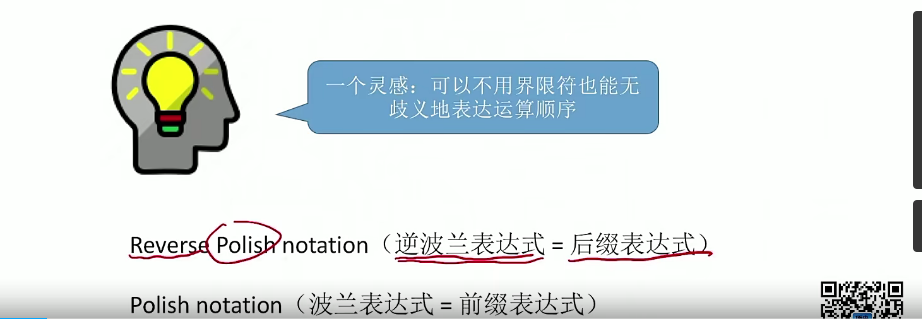 一个灵感：可以不用界限符也能无
歧义地表达运算顺序
Reverse Polish notation（逆波兰表达式 = 后缀表达式）
Polish notation（波兰表达式 = 前缀表达式）